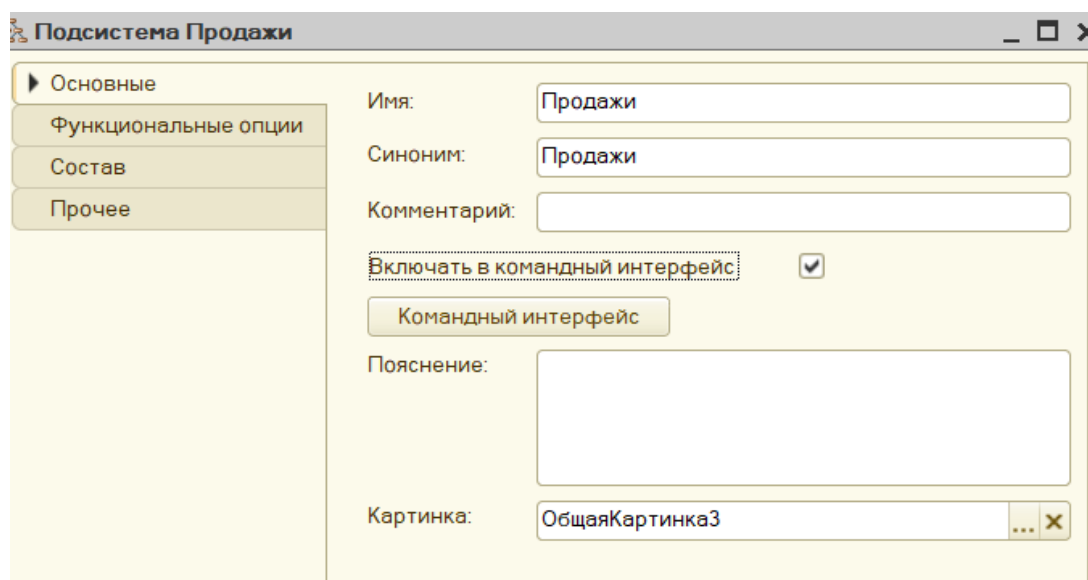 Подсистема Продажи
Основные
Функциональные опции
Состав
Прочее
Имя: Продажи
Синоним: Продажи
Комментарий:
Включать в командный интерфейс:
Командный интерфейс
Пояснение:
Картинка: ОбщаяКартинка3 ...